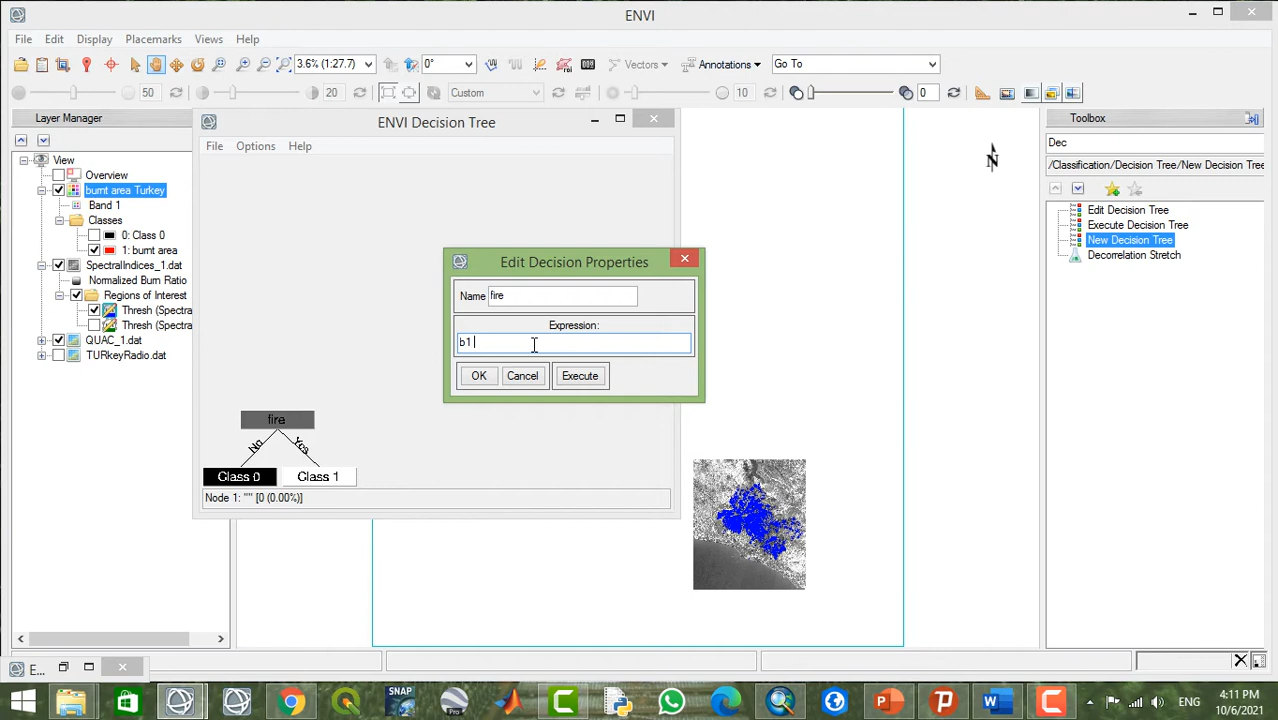 ENVI
File Edit Display Placemarks Views Help
3.6% (1:27.7) 0° Vectors Annotations Go To
50 20 Custom 10 0
Layer Manager
View
Overview
burnt area Turkey
Band 1
Classes
0: Class 0
1: burnt area
SpectralIndices_1.dat
Normalized Burn Ratio
Regions of Interest
Thresh (Spectra
Thresh (Spectra
QUAC_1.dat
TURkeyRadio.dat
ENVI Decision Tree
File Options Help
fire
No Yes
Class 0 Class 1
Node 1: "" [0 (0.00%)]
Edit Decision Properties
Name fire
Expression:
b1
OK Cancel Execute
N
Toolbox
Dec
/Classification/Decision Tree/New Decision Tree
Edit Decision Tree
Execute Decision Tree
New Decision Tree
Decorrelation Stretch
E...
SNAP
Pro
ENG
4:11 PM
10/6/2021